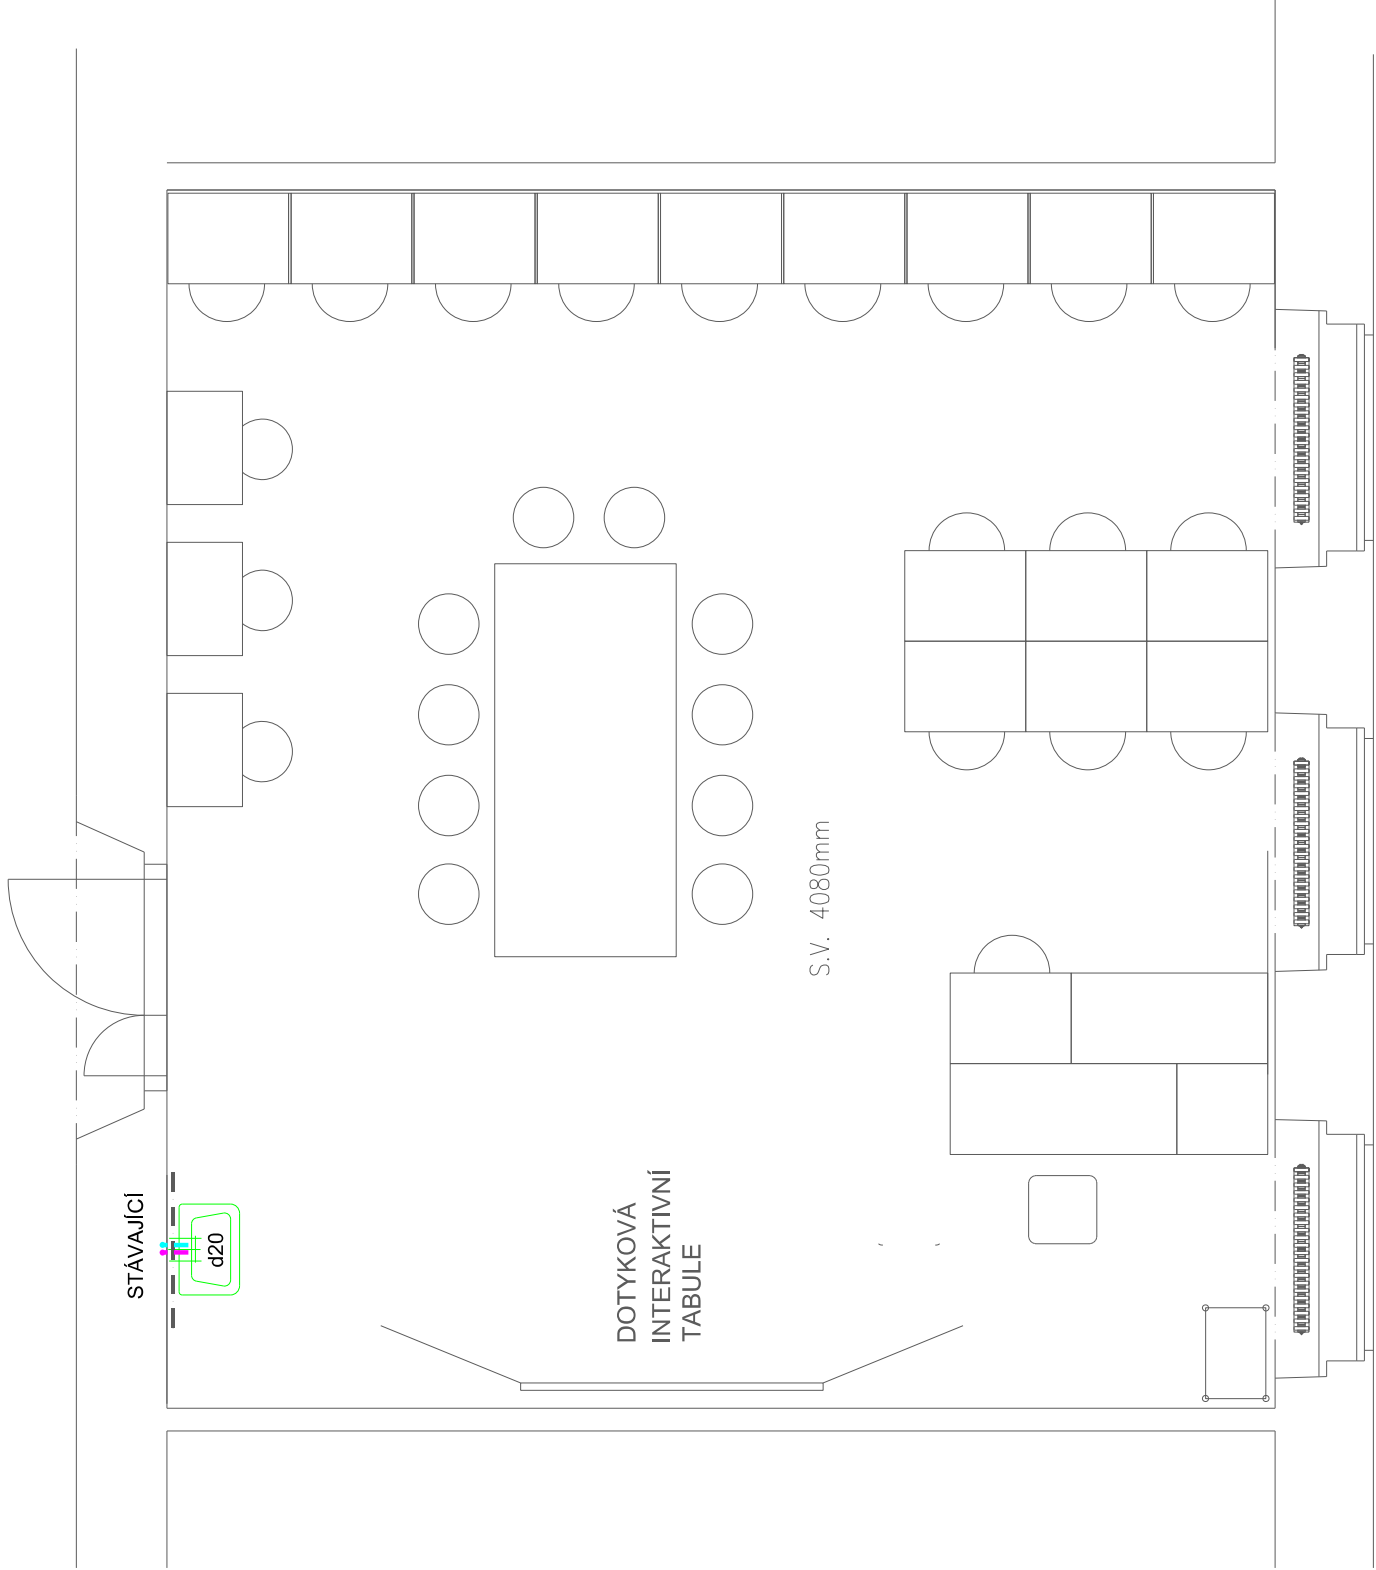 S.V. 4080mm
STÁVAJÍCÍ
d20
DOTYKOVÁ
INTERAKTIVNÍ
TABULE